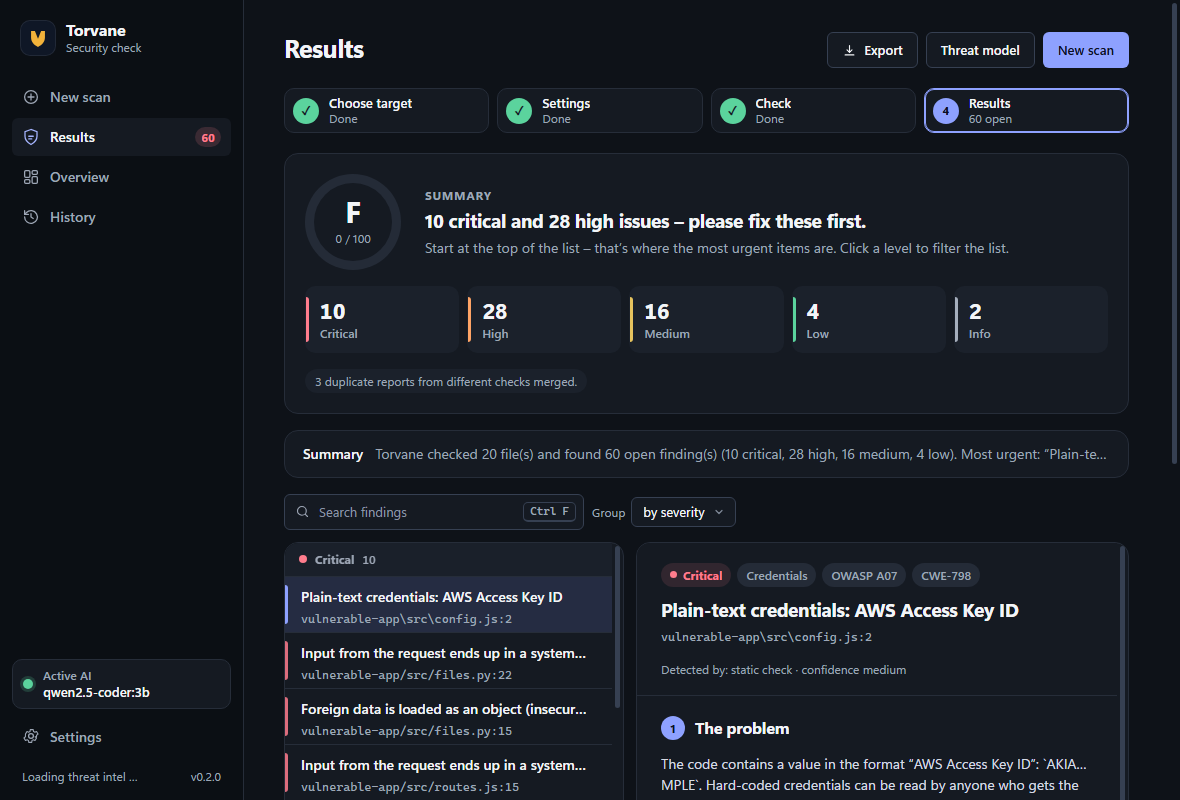 Torvane
Security check
New scan
Results 60
Overview
History
Active AI
qwen2.5-coder:3b
Settings
Loading threat intel ... v0.2.0
Results
Export Threat model New scan
Choose target
Done
Settings
Done
Check
Done
4 Results
60 open
F
0 / 100
SUMMARY
10 critical and 28 high issues – please fix these first.
Start at the top of the list – that's where the most urgent items are. Click a level to filter the list.
10
Critical
28
High
16
Medium
4
Low
2
Info
3 duplicate reports from different checks merged.
Summary Torvane checked 20 file(s) and found 60 open finding(s) (10 critical, 28 high, 16 medium, 4 low). Most urgent: “Plain-te...
Search findings Ctrl F Group by severity
Critical 10
Plain-text credentials: AWS Access Key ID
vulnerable-app\src\config.js:2
Input from the request ends up in a system...
vulnerable-app/src/files.py:22
Foreign data is loaded as an object (insecur...
vulnerable-app/src/files.py:15
Input from the request ends up in a system...
vulnerable-app/src/routes.js:15
Critical Credentials OWASP A07 CWE-798
Plain-text credentials: AWS Access Key ID
vulnerable-app\src\config.js:2
Detected by: static check · confidence medium
1 The problem
The code contains a value in the format “AWS Access Key ID”: `AKIA...
MPLE`. Hard-coded credentials can be read by anyone who gets the